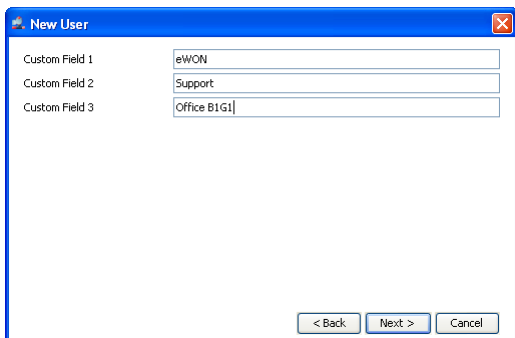 New User
Custom Field 1 eWON
Custom Field 2 Support
Custom Field 3 Office B1G1
< Back Next > Cancel